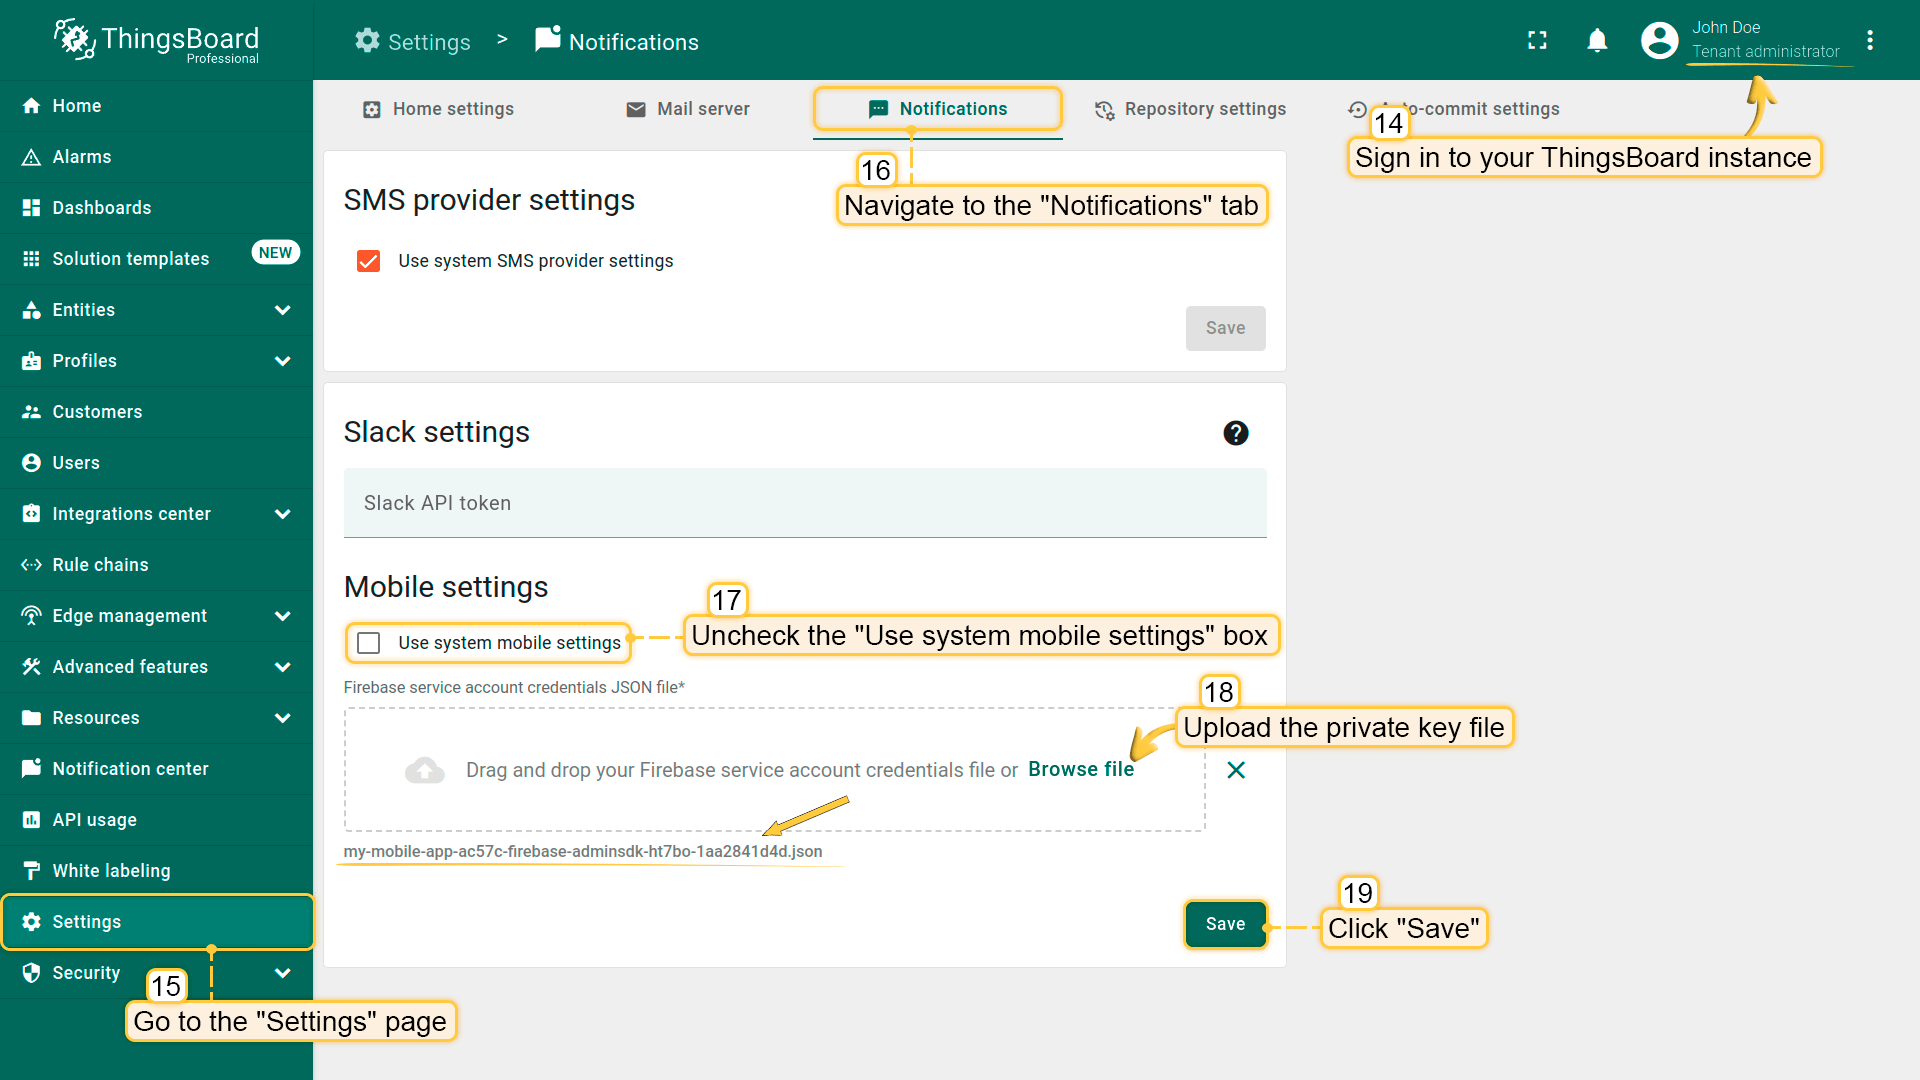 ThingsBoard
Professional
Settings > Notifications
John Doe
Tenant administrator
Home
Alarms
Dashboards
Solution templates NEW
Entities
Profiles
Customers
Users
Integrations center
Rule chains
Edge management
Advanced features
Resources
Notification center
API usage
White labeling
Settings
Security
15
Go to the "Settings" page
Home settings Mail server Notifications Repository settings
-commit settings
14
Sign in to your ThingsBoard instance
16
Navigate to the "Notifications" tab
SMS provider settings
Use system SMS provider settings
Save
Slack settings
Slack API token
Mobile settings
17
Uncheck the "Use system mobile settings" box
Use system mobile settings
Firebase service account credentials JSON file*
18
Upload the private key file
Drag and drop your Firebase service account credentials file or Browse file
my-mobile-app-ac57c-firebase-adminsdk-ht7bo-1aa2841d4d.json
Save
19
Click "Save"